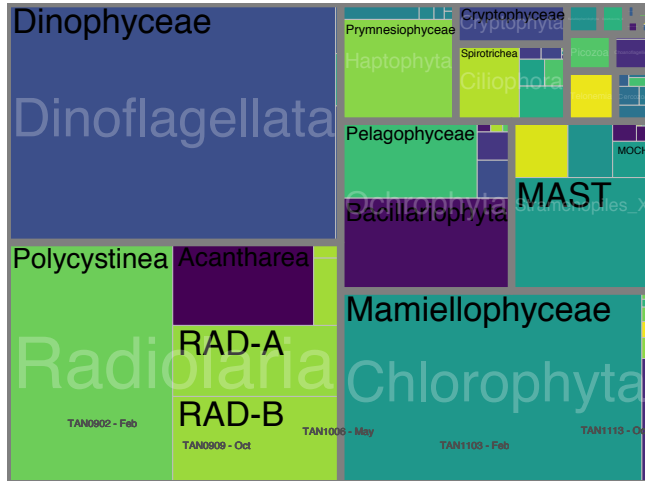 Dinophyceae
Dinoflagellata
Prymnesiophyceae
Haptophyta
Cryptophyceae
Cryptophyta
Spirotrichea
Ciliophora
Picozoa
Pelagophyceae
Ochrophyta
Bacillariophyta
MOCH
MAST
Stramenopiles_X
Polycystinea
Acantharea
Radiolaria
RAD-A
RAD-B
Mamiellophyceae
Chlorophyta
TAN0902 - Feb
TAN0909 - Oct
TAN1006 - May
TAN1103 - Feb
TAN1113 - Oc